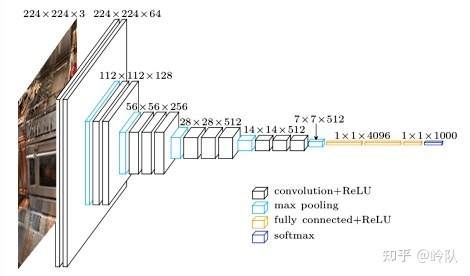 224×224×3 224×224×64
112×112×128
56×56×256
28×28×512
14×14×512
7×7×512
1×1×4096 1×1×1000
convolution+ReLU
max pooling
fully connected+ReLU
softmax
知乎 @岭队